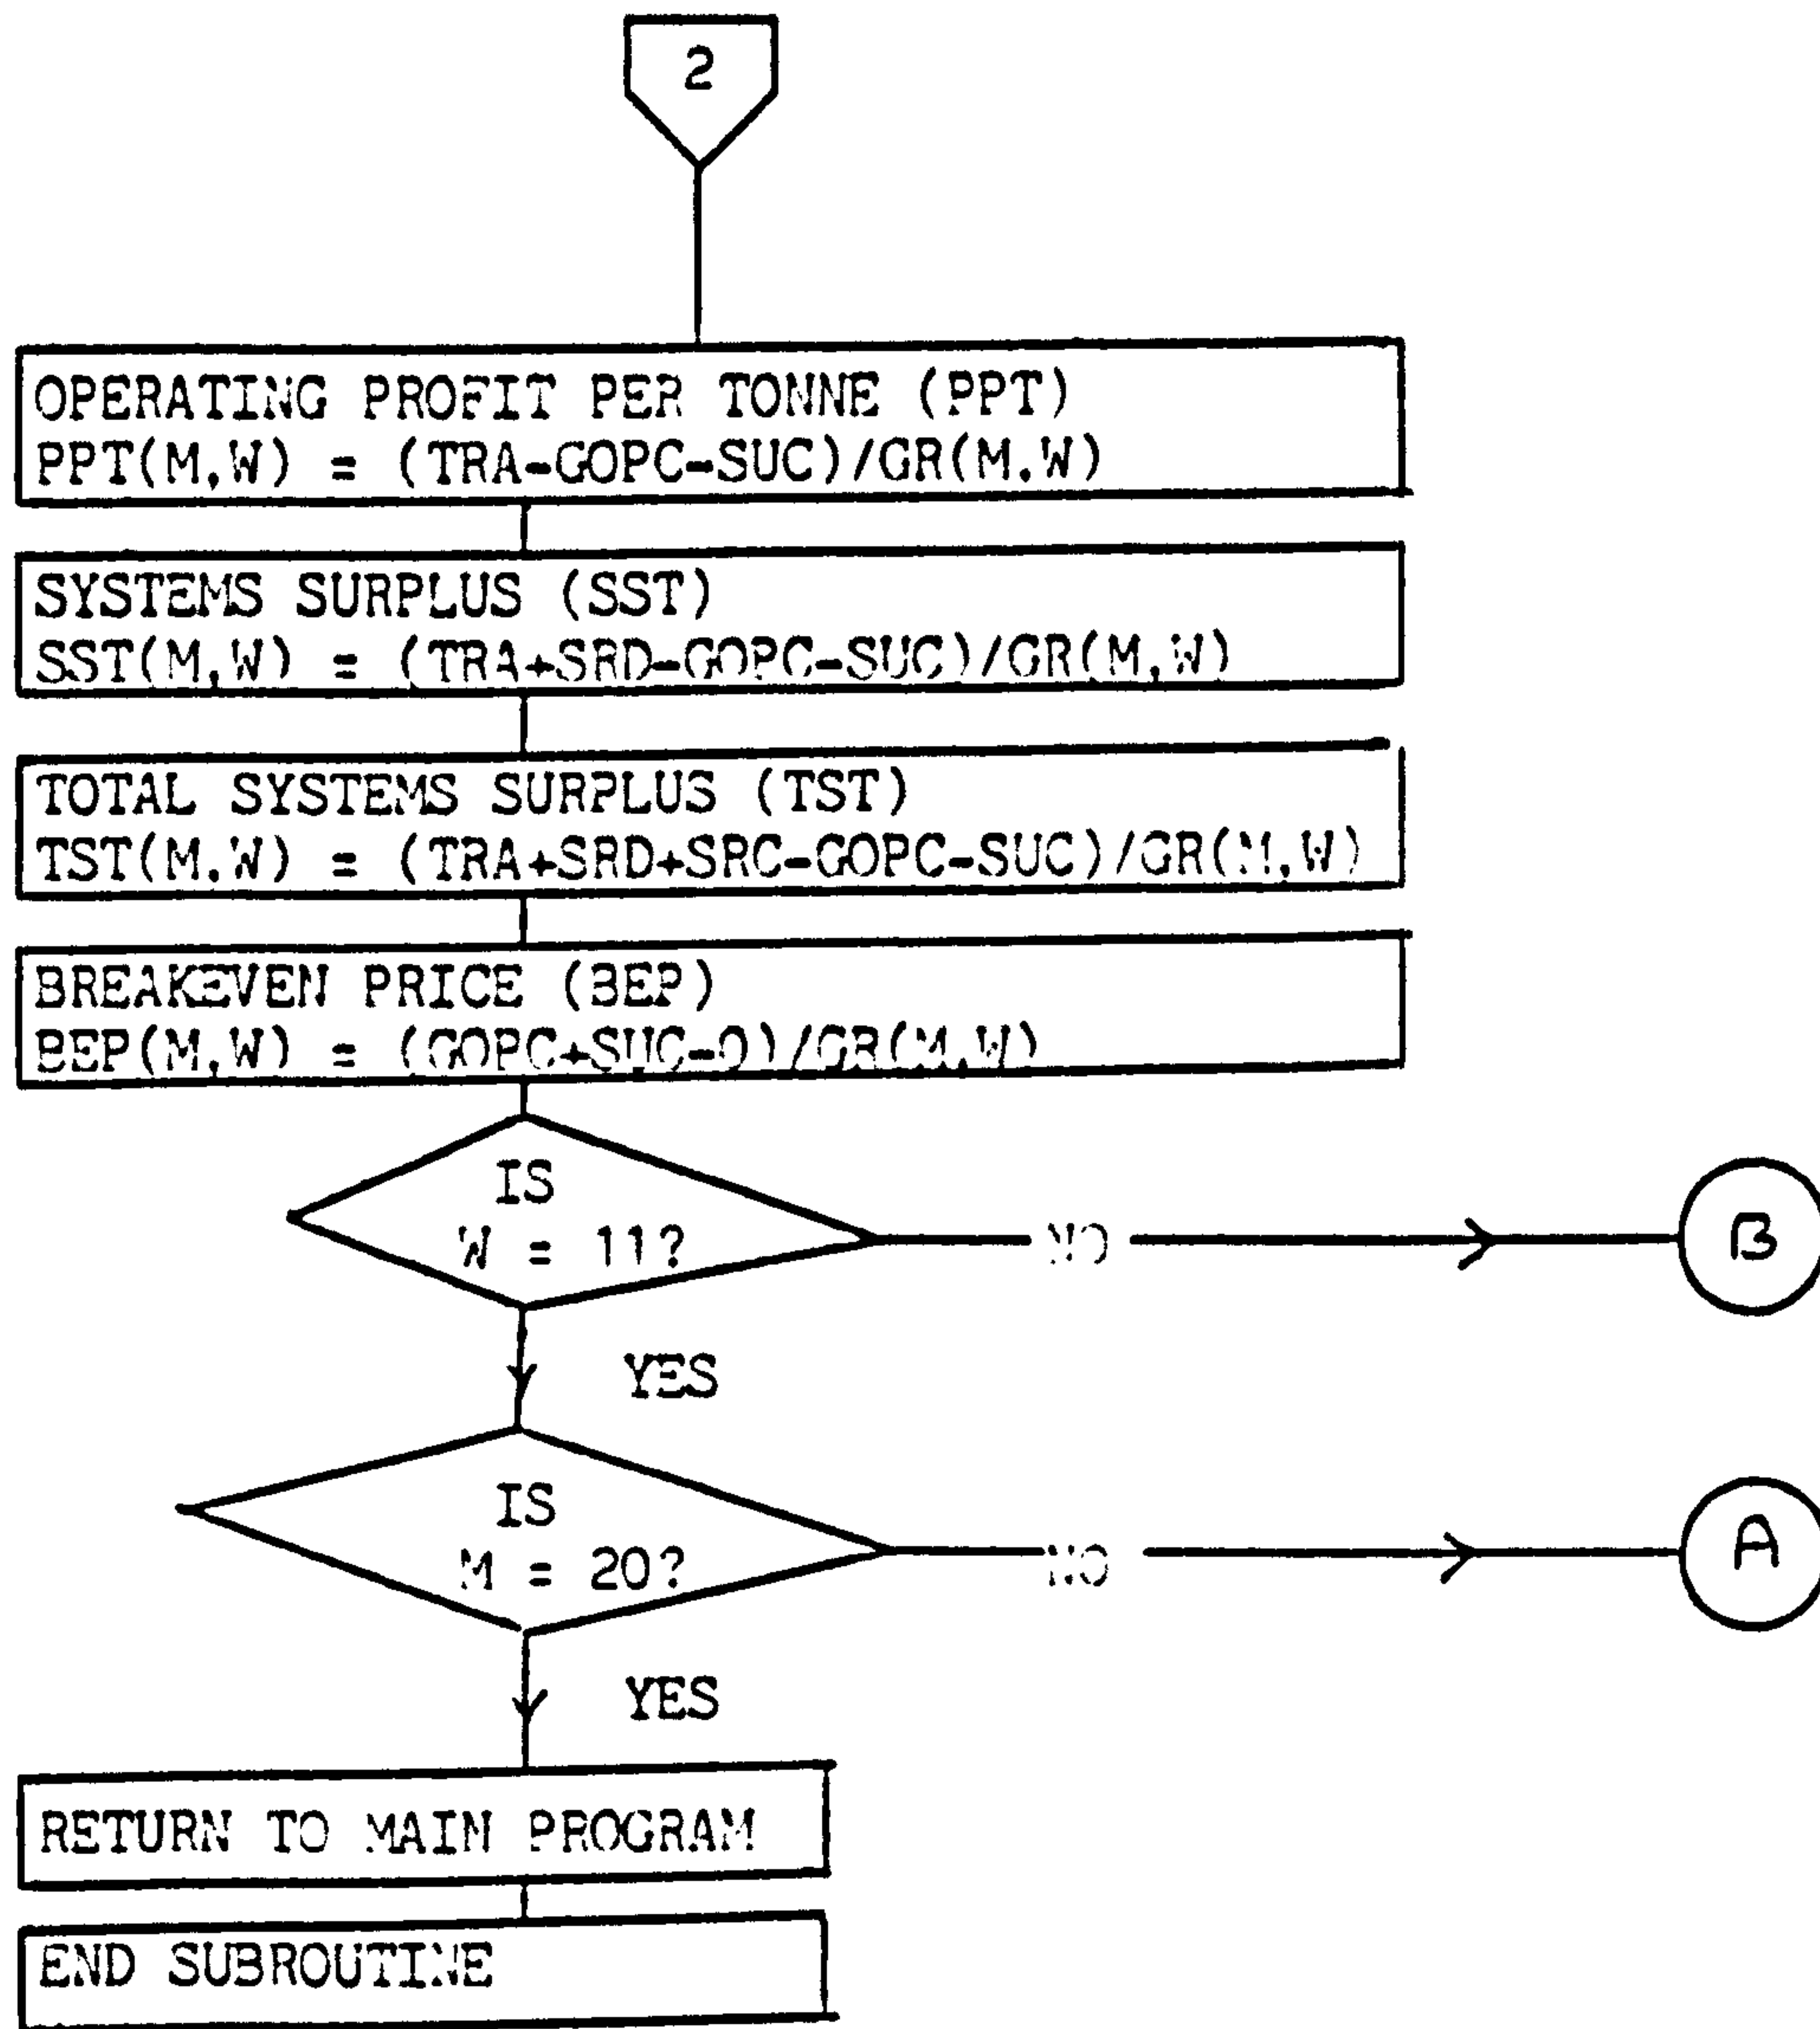 2
OPERATING PROFIT PER TONNE (PPT)
PPT(M,W) = (TRA-GOPC-SUC)/GR(M,W)
SYSTEMS SURPLUS (SST)
SST(M,W) = (TRA+SRD-GOPC-SUC)/GR(M,W)
TOTAL SYSTEMS SURPLUS (TST)
TST(M,W) = (TRA+SRD+SRC-GOPC-SUC)/GR(M,W)
BREAKEVEN PRICE (BEP)
BEP(M,W) = (GOPC+SUC-O)/GR(M,W)
IS
W = 11?
NO
B
YES
IS
M = 20?
NO
A
YES
RETURN TO MAIN PROGRAM
END SUBROUTINE